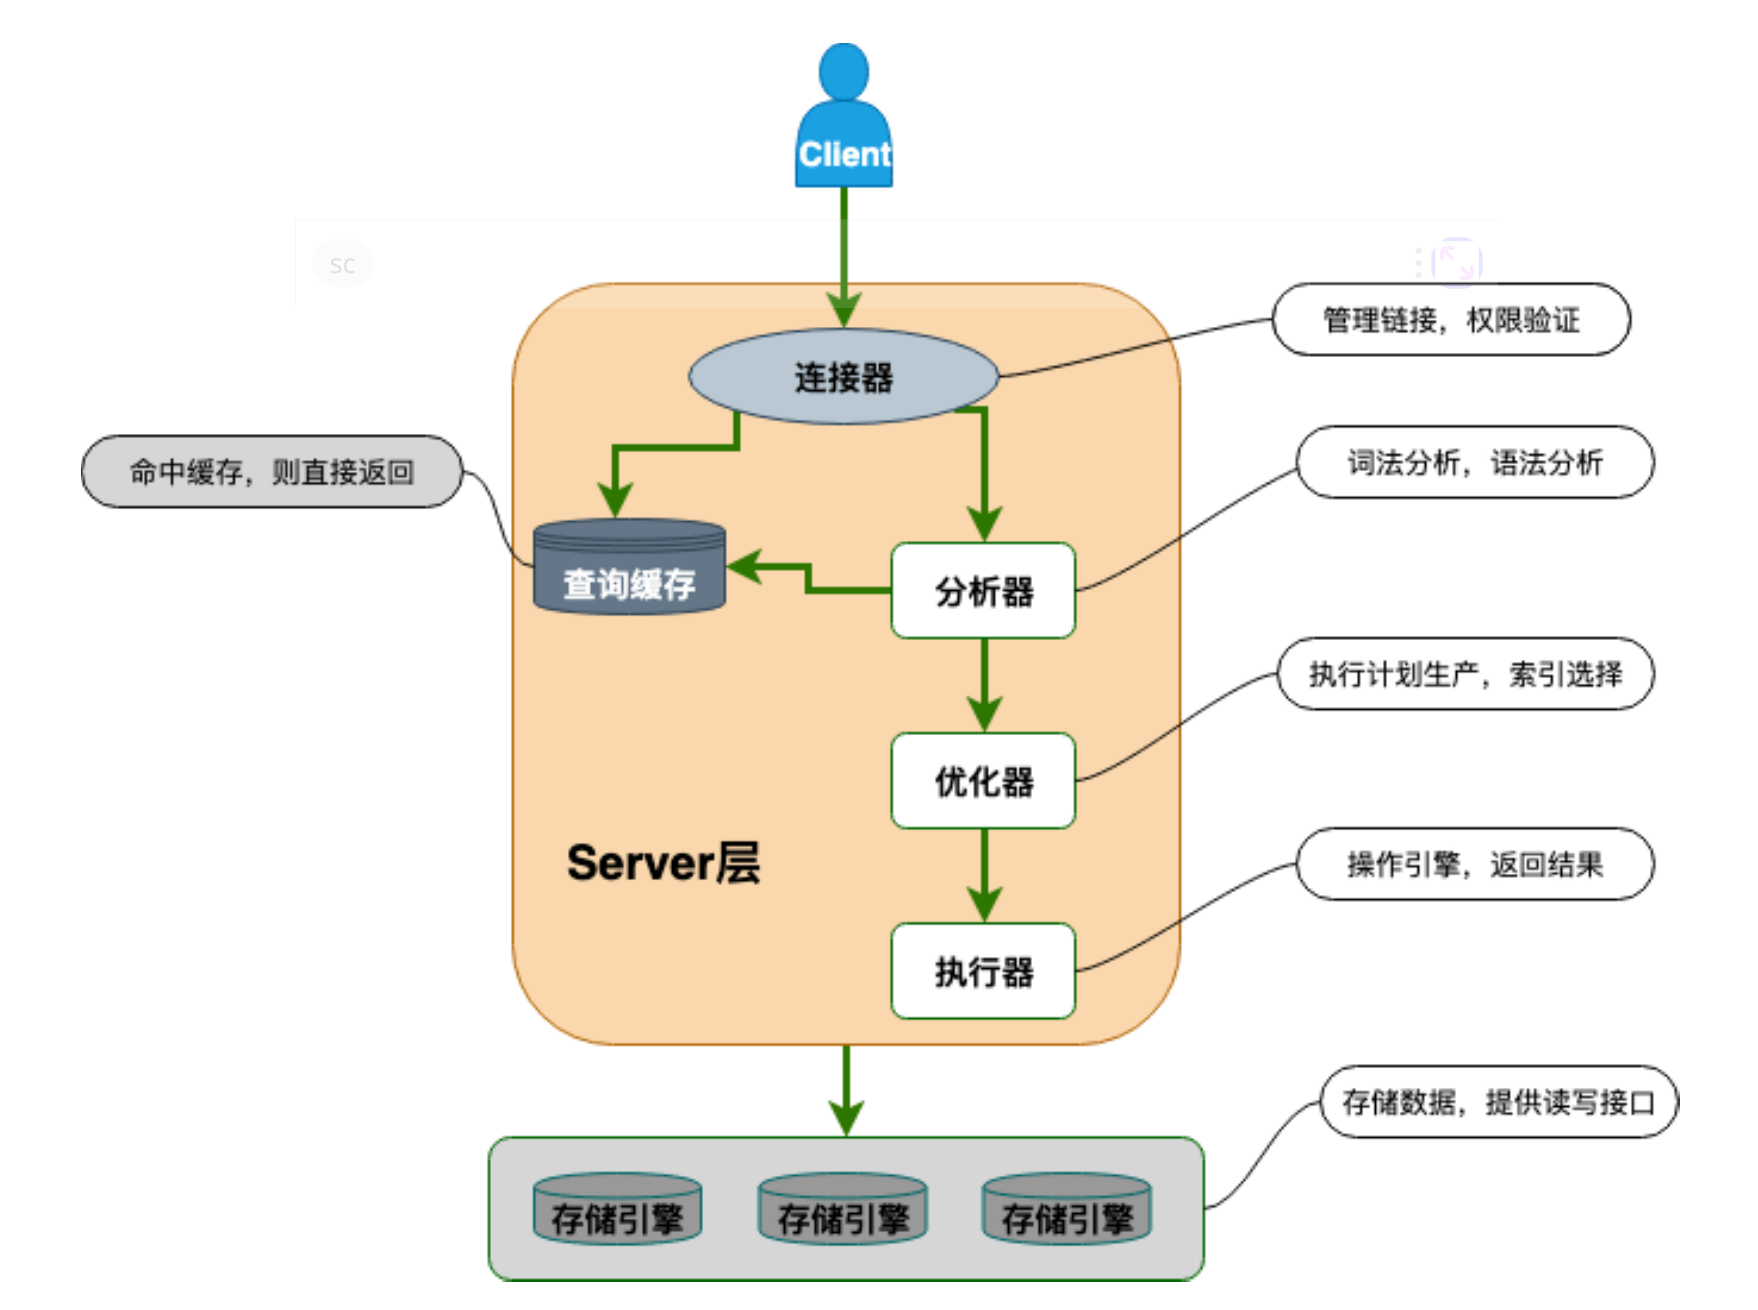 Client
sc
管理链接，权限验证
连接器
词法分析，语法分析
命中缓存，则直接返回
查询缓存
分析器
执行计划生产，索引选择
优化器
Server层
操作引擎，返回结果
执行器
存储数据，提供读写接口
存储引擎
存储引擎
存储引擎